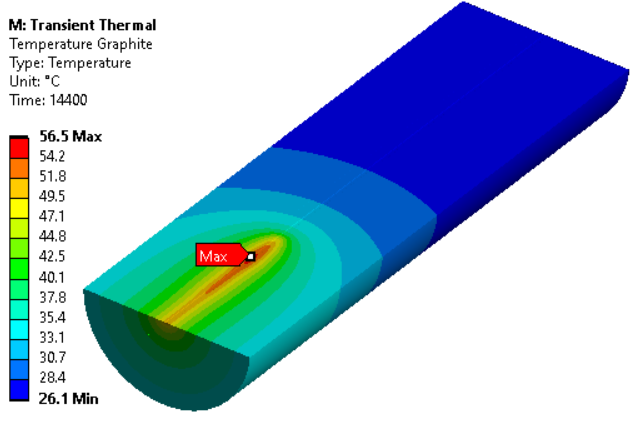 M: Transient Thermal
Temperature Graphite
Type: Temperature
Unit: °C
Time: 14400
56.5 Max
54.2
51.8
49.5
47.1
44.8
42.5
40.1
37.8
35.4
33.1
30.7
28.4
26.1 Min
Max